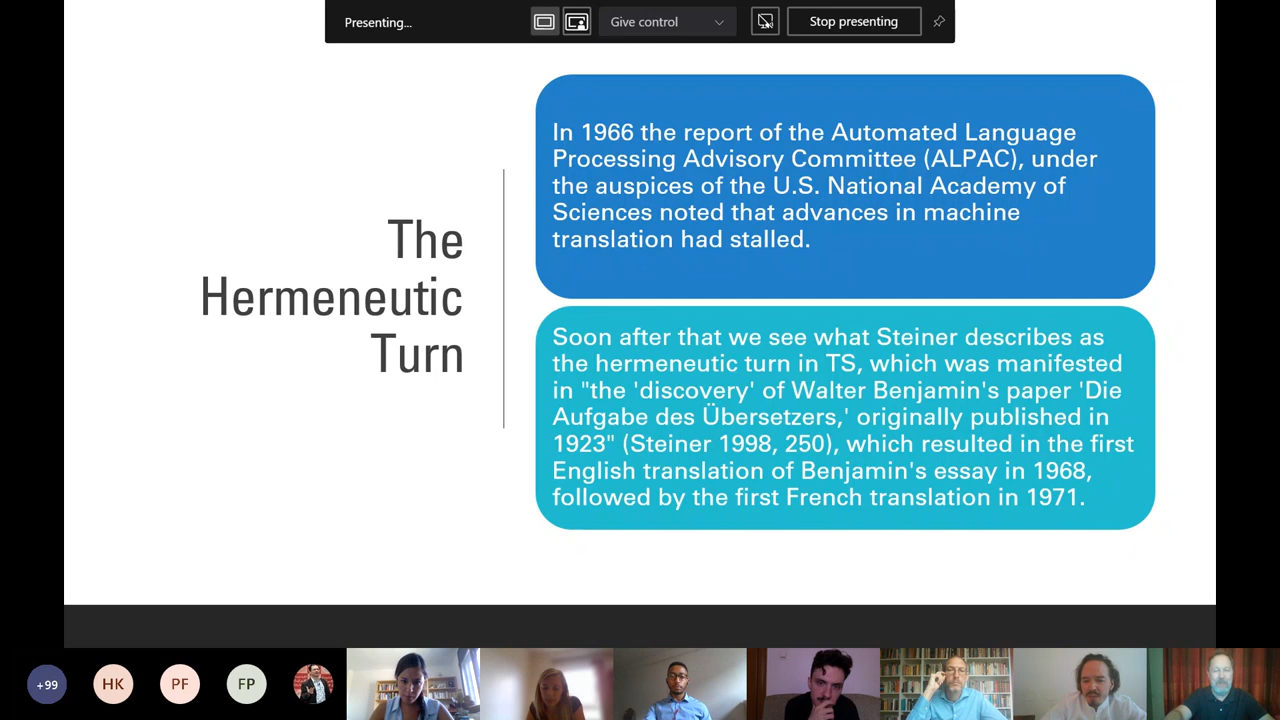 Presenting...
Give control
Stop presenting
The
Hermeneutic
Turn
In 1966 the report of the Automated Language
Processing Advisory Committee (ALPAC), under
the auspices of the U.S. National Academy of
Sciences noted that advances in machine
translation had stalled.
Soon after that we see what Steiner describes as
the hermeneutic turn in TS, which was manifested
in "the 'discovery' of Walter Benjamin's paper 'Die
Aufgabe des Übersetzers,' originally published in
1923" (Steiner 1998, 250), which resulted in the first
English translation of Benjamin's essay in 1968,
followed by the first French translation in 1971.
+99
HK
PF
FP